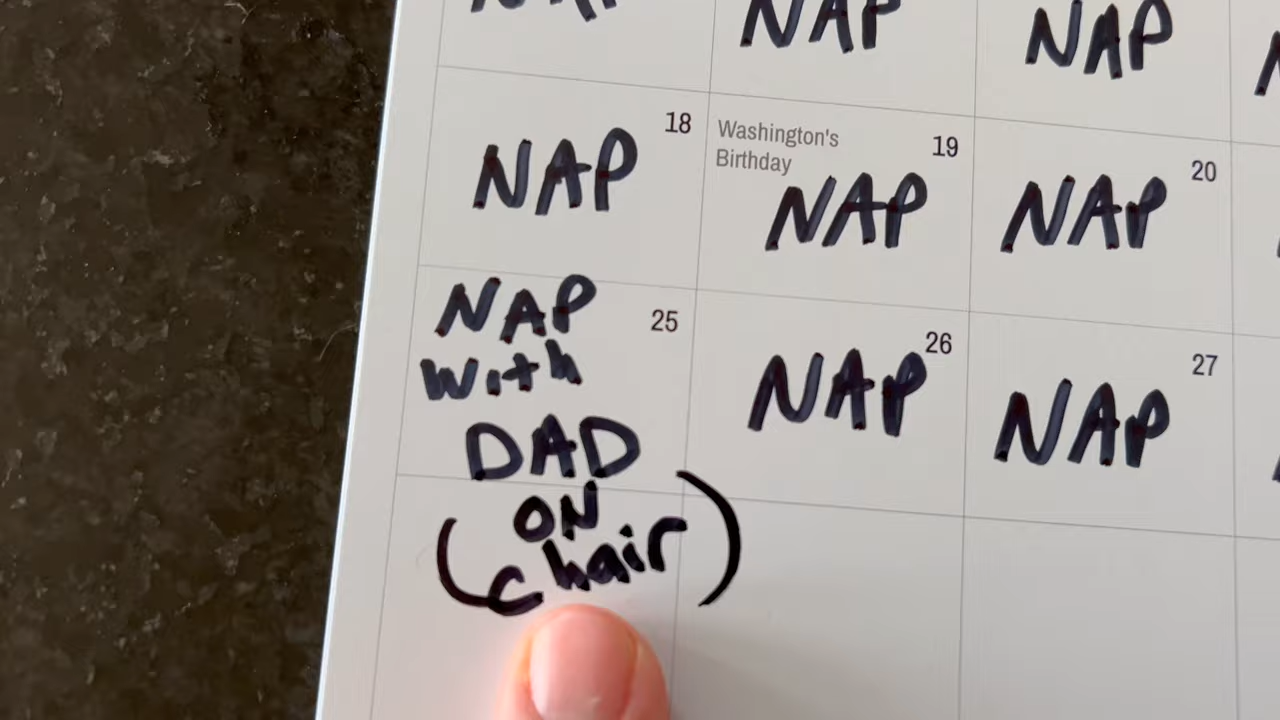 NAP NAP NAP
18 Washington's 19 20
Birthday
NAP NAP NAP
25 26 27
NAP NAP NAP
with
DAD
(ON
chair)